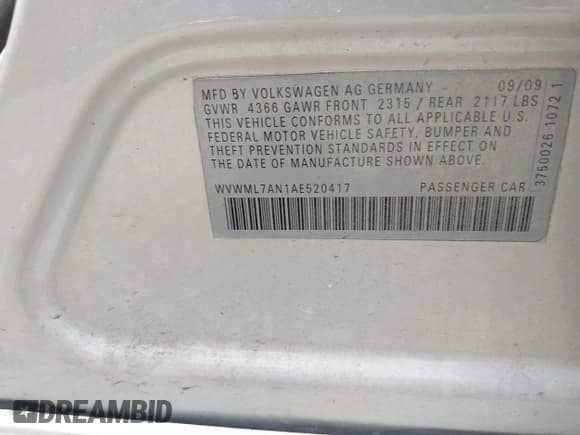 MFD BY VOLKSWAGEN AG GERMANY 09/09
GVWR 4366 GAWR FRONT 2315 / REAR 2117 LBS
THIS VEHICLE CONFORMS TO ALL APPLICABLE U.S.
FEDERAL MOTOR VEHICLE SAFETY, BUMPER AND
THEFT PREVENTION STANDARDS IN EFFECT ON
THE DATE OF MANUFACTURE SHOWN ABOVE.
WVWML7AN1AE520417 PASSENGER CAR
3750026 1072 1
DREAMBID